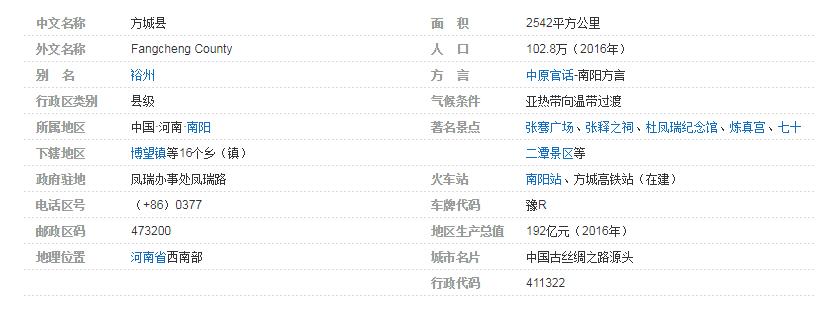 中文名称 方城县
外文名称 Fangcheng County
别 名 裕州
行政区类别 县级
所属地区 中国·河南·南阳
下辖地区 博望镇等16个乡（镇）
政府驻地 凤瑞办事处凤瑞路
电话区号 （+86）0377
邮政区码 473200
地理位置 河南省西南部
面 积 2542平方公里
人 口 102.8万（2016年）
方 言 中原官话-南阳方言
气候条件 亚热带向温带过渡
著名景点 张骞广场、张释之祠、杜凤瑞纪念馆、炼真宫、七十
二潭景区等
火车站 南阳站、方城高铁站（在建）
车牌代码 豫R
地区生产总值 192亿元（2016年）
城市名片 中国古丝绸之路源头
行政代码 411322